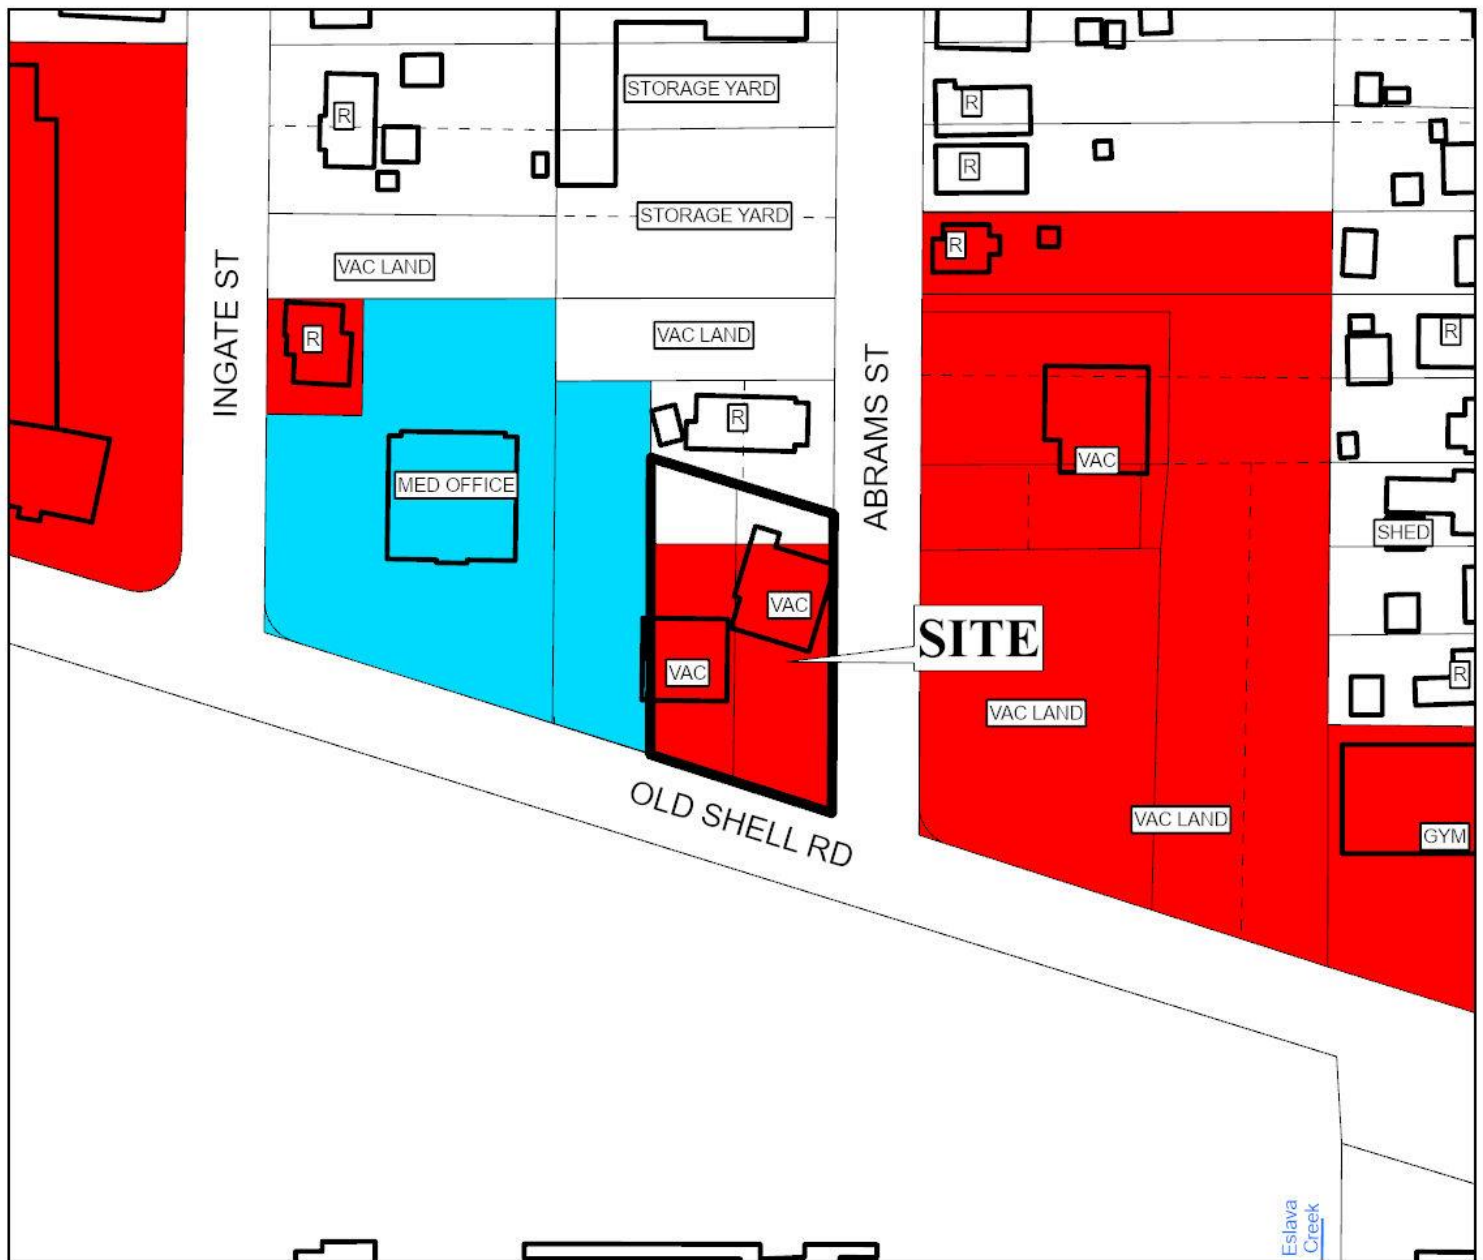 STORAGE YARD
R
R
R
STORAGE YARD
R
VAC LAND
INGATE ST
R
VAC LAND
R
ABRAMS ST
R
VAC
MED OFFICE
SHED
VAC
SITE
VAC
R
VAC LAND
OLD SHELL RD
VAC LAND
GYM
Eslava
Creek